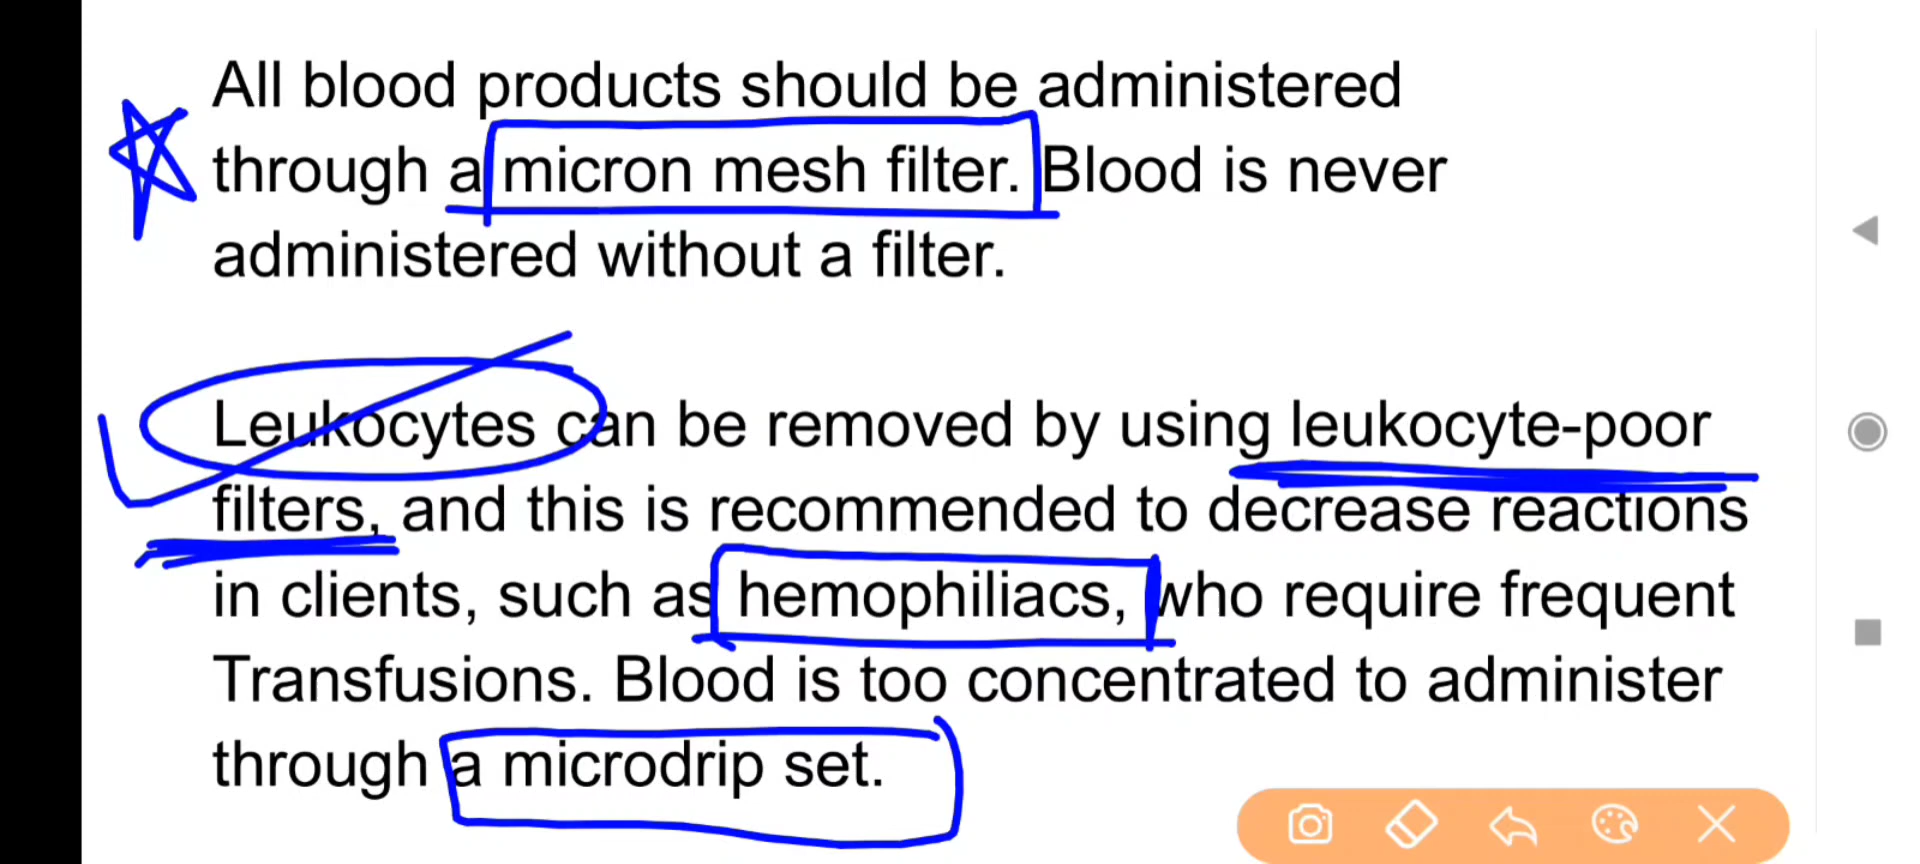 All blood products should be administered
through a micron mesh filter. Blood is never
administered without a filter.
Leukocytes can be removed by using leukocyte-poor
filters, and this is recommended to decrease reactions
in clients, such as hemophiliacs, who require frequent
Transfusions. Blood is too concentrated to administer
through a microdrip set.